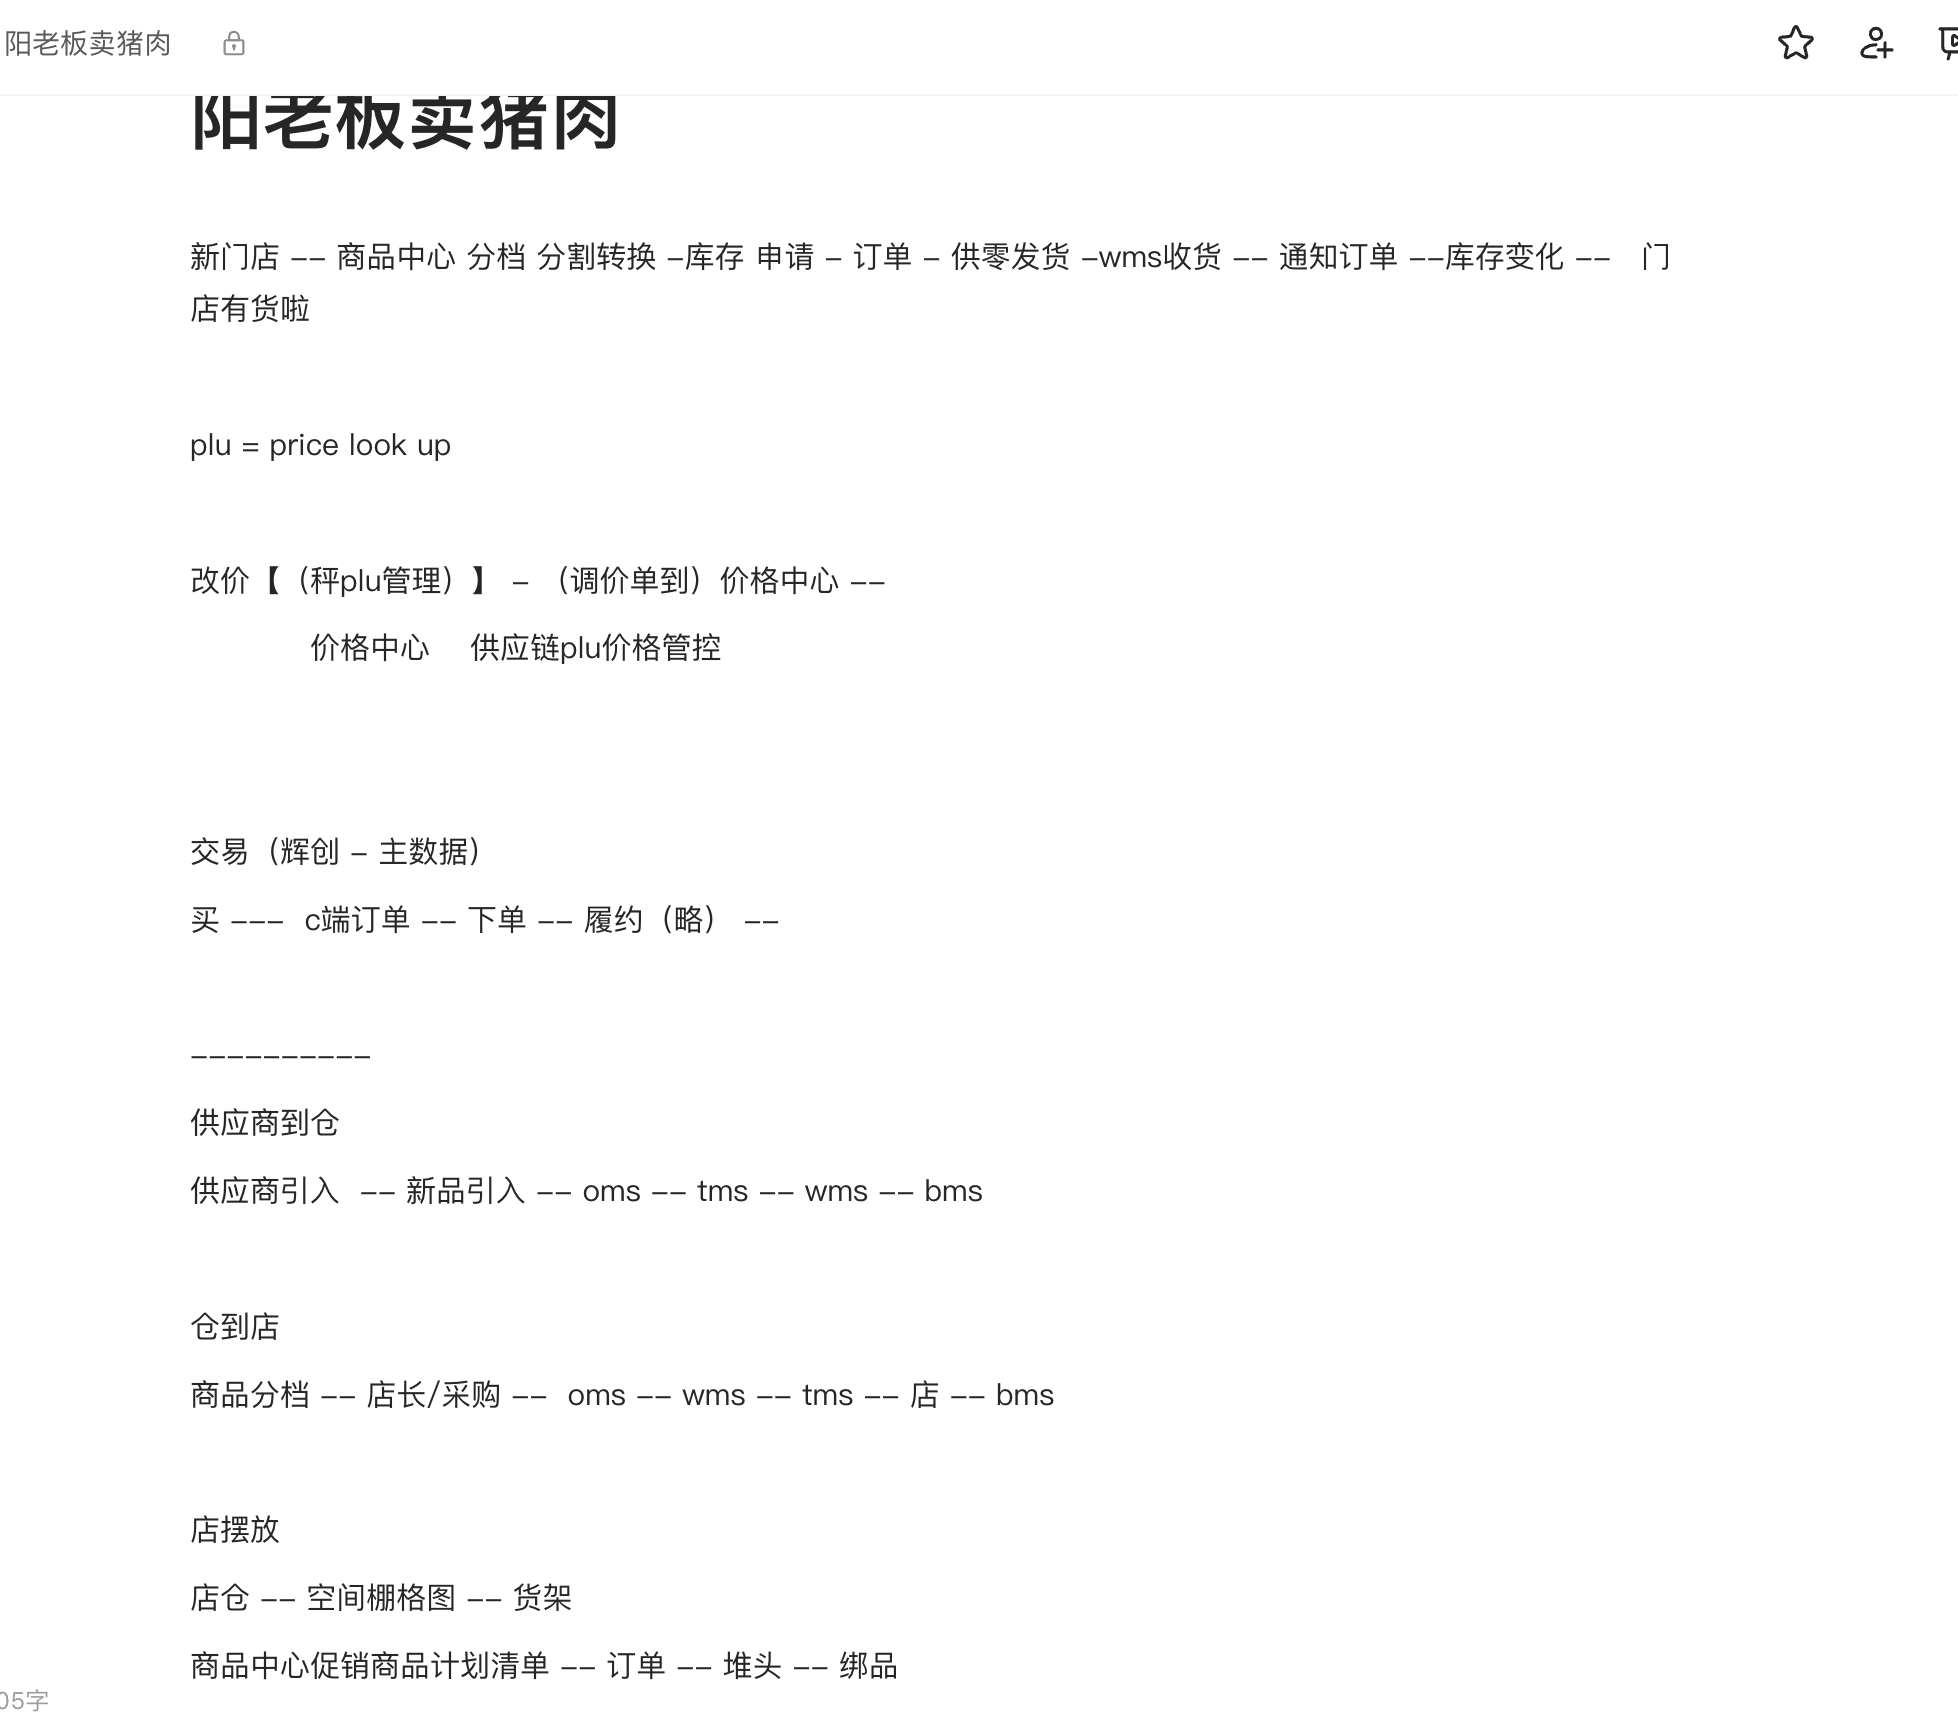 阳老板卖猪肉
阳老板卖猪肉
新门店 -- 商品中心 分档 分割转换 -库存 申请 - 订单 - 供零发货 -wms收货 -- 通知订单 --库存变化 -- 门
店有货啦
plu = price look up
改价【（秤plu管理）】 - （调价单到）价格中心 --
价格中心 供应链plu价格管控
交易（辉创 - 主数据）
买 --- c端订单 -- 下单 -- 履约（略） --
----------
供应商到仓
供应商引入 -- 新品引入 -- oms -- tms -- wms -- bms
仓到店
商品分档 -- 店长/采购 -- oms -- wms -- tms -- 店 -- bms
店摆放
店仓 -- 空间棚格图 -- 货架
商品中心促销商品计划清单 -- 订单 -- 堆头 -- 绑品
05字